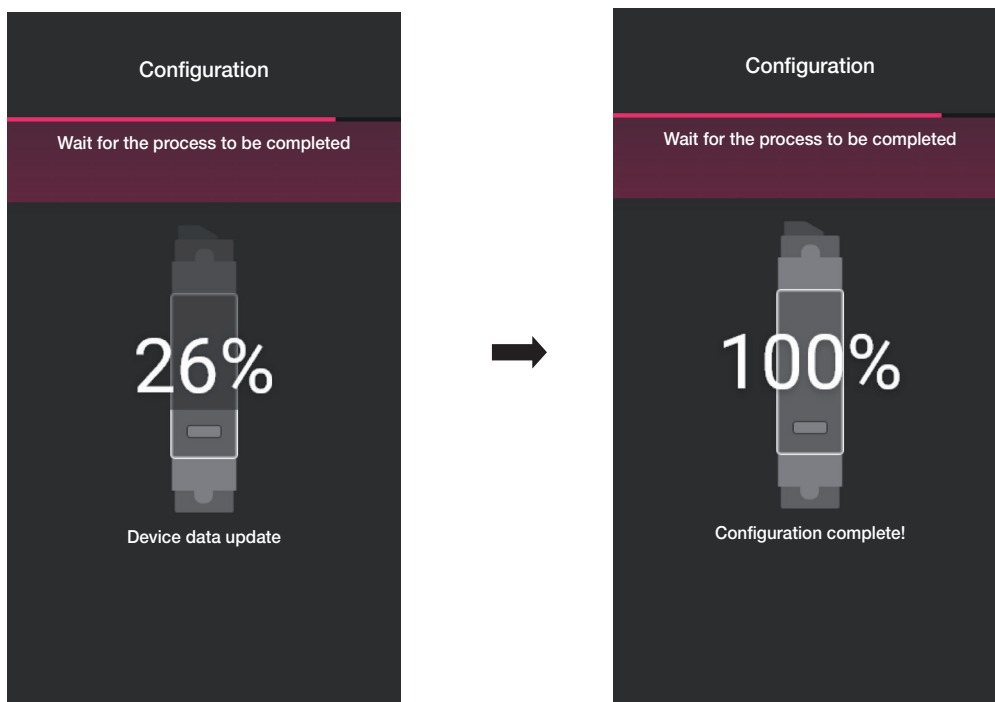 Configuration
Wait for the process to be completed
26%
Device data update
Configuration
Wait for the process to be completed
100%
Configuration complete!